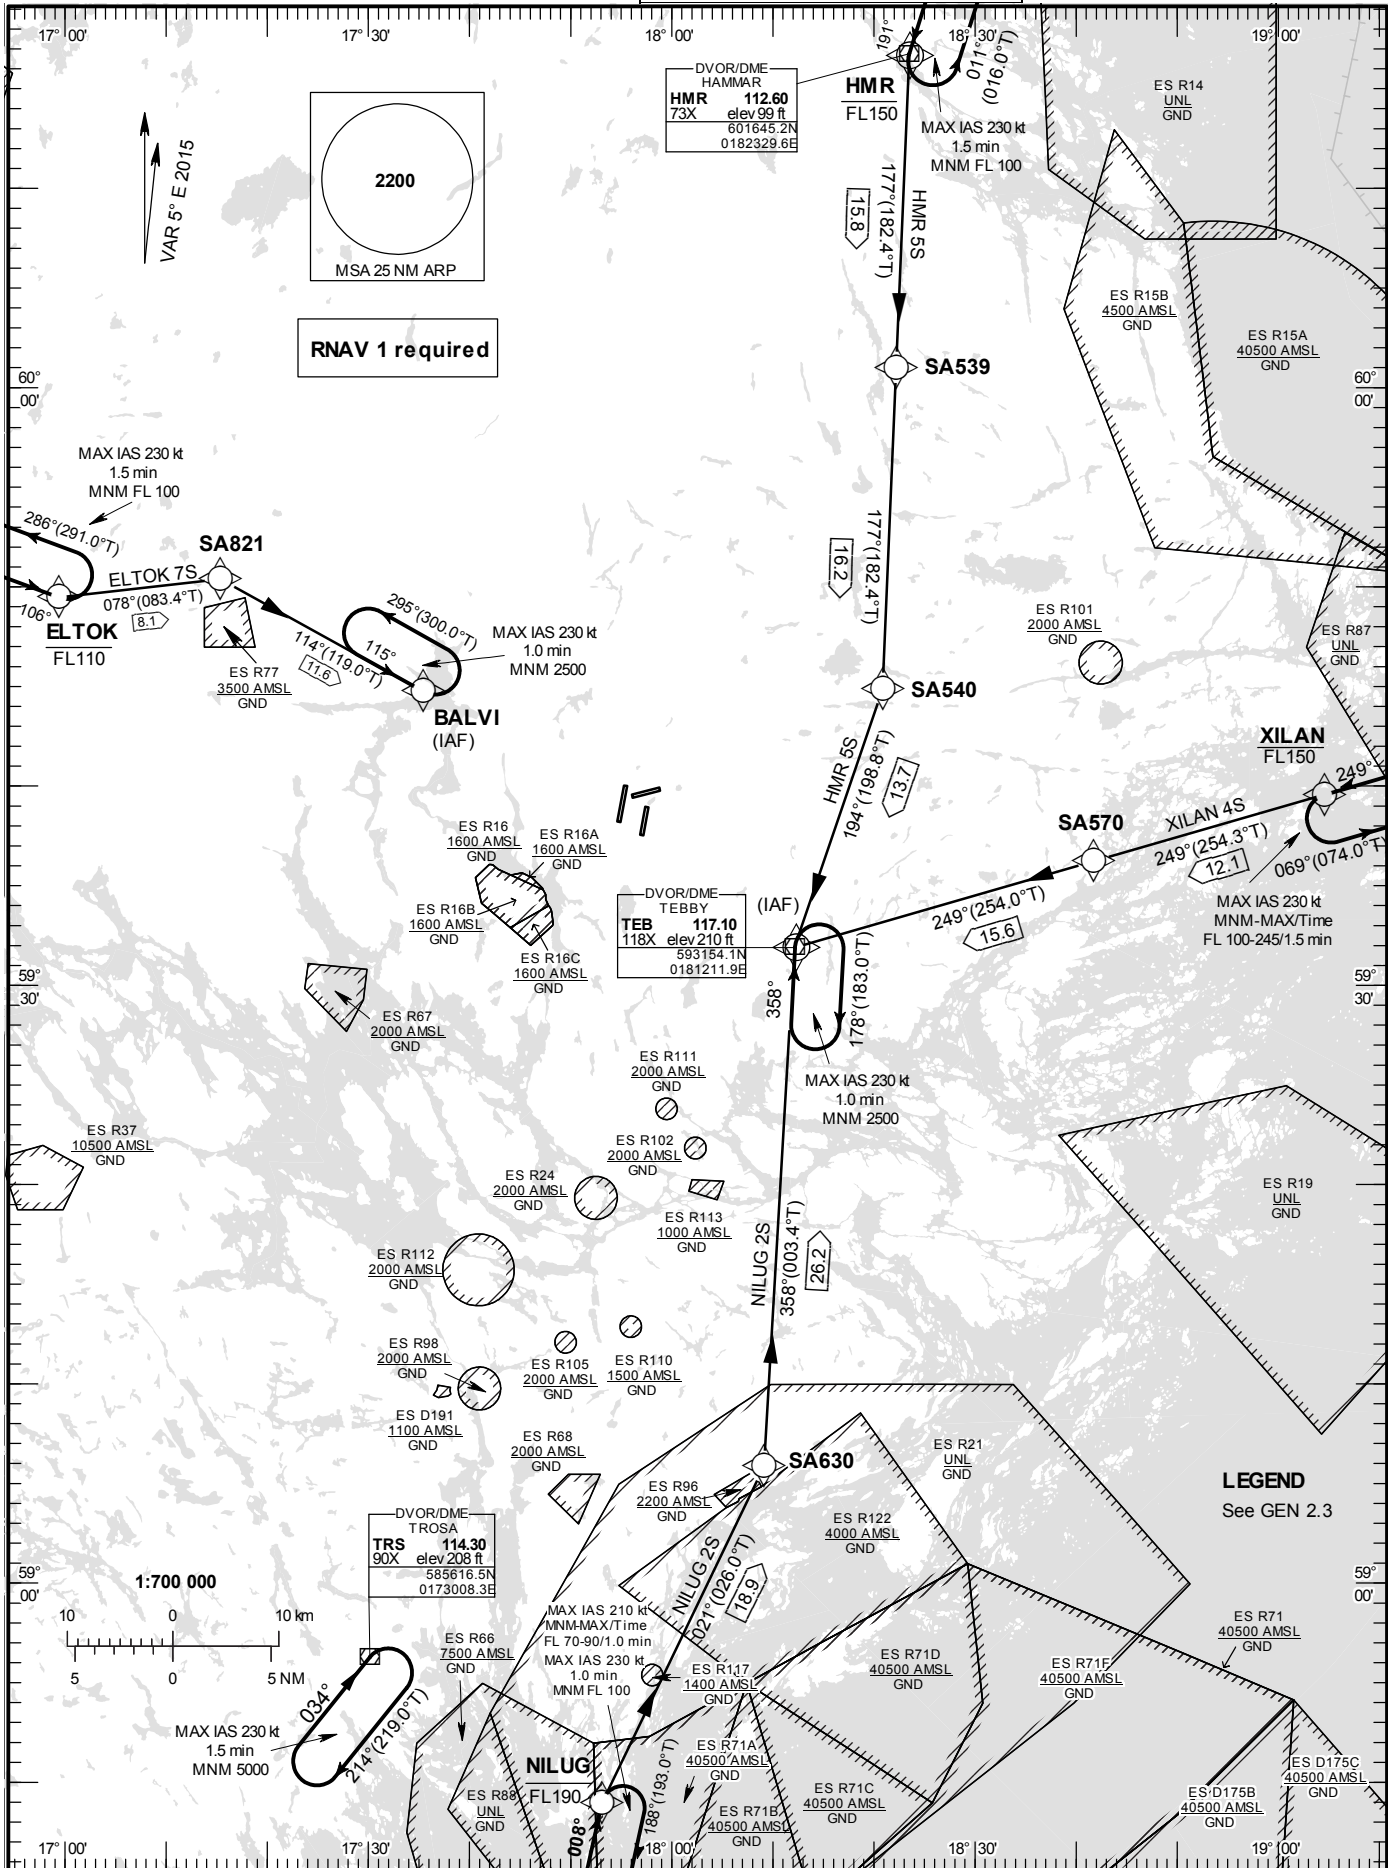 17° 00'
17° 30'
18° 00'
18° 30'
19° 00'
191°
011°
(016.0°T)
DVOR/DME
HAMMAR
HMR 112.60
73X elev 99 ft
601645.2N
0182329.6E
HMR
FL150
MAX IAS 230 kt
1.5 min
MNM FL 100
ES R14
UNL
GND
VAR 5° E 2015
2200
MSA 25 NM ARP
RNAV 1 required
15.8
177°(182.4°T)
HMR 5S
ES R15B
4500 AMSL
GND
ES R15A
40500 AMSL
GND
SA539
60°
00'
60°
00'
MAX IAS 230 kt
1.5 min
MNM FL 100
286°(291.0°T)
SA821
ELTOK 7S
078°(083.4°T)
8.1
106°
ELTOK
FL110
16.2
177°(182.4°T)
295°(300.0°T)
115°
114°(119.0°T)
11.6
MAX IAS 230 kt
1.0 min
MNM 2500
ES R77
3500 AMSL
GND
BALVI
(IAF)
ES R101
2000 AMSL
GND
ES R87
UNL
GND
SA540
XILAN
FL150
249°
HMR 5S
194°(198.8°T)
13.7
SA570
XILAN 4S
249°(254.3°T)
12.1
069°(074.0°T)
ES R16
1600 AMSL
GND
ES R16A
1600 AMSL
GND
ES R16B
1600 AMSL
GND
ES R16C
1600 AMSL
GND
DVOR/DME
TEBBY
TEB 117.10
118X elev 210 ft
593154.1N
0181211.9E
(IAF)
249°(254.0°T)
15.6
MAX IAS 230 kt
MNM-MAX/Time
FL 100-245/1.5 min
59°
30'
59°
30'
358°
178°(183.0°T)
ES R67
2000 AMSL
GND
ES R111
2000 AMSL
GND
MAX IAS 230 kt
1.0 min
MNM 2500
ES R37
10500 AMSL
GND
ES R102
2000 AMSL
GND
ES R24
2000 AMSL
GND
ES R113
1000 AMSL
GND
ES R19
UNL
GND
ES R112
2000 AMSL
GND
NILUG 2S
358°(003.4°T)
26.2
ES R98
2000 AMSL
GND
ES R105
2000 AMSL
GND
ES R110
1500 AMSL
GND
ES D191
1100 AMSL
GND
ES R68
2000 AMSL
GND
SA630
ES R21
UNL
GND
LEGEND
See GEN 2.3
ES R96
2200 AMSL
GND
ES R122
4000 AMSL
GND
DVOR/DME
TROSA
TRS 114.30
90X elev 208 ft
585616.5N
0173008.3E
NILUG 2S
021°(026.0°T)
18.9
59°
00'
59°
00'
1:700 000
10 0 10 km
5 0 5 NM
MAX IAS 210 kt
MNM-MAX/Time
FL 70-90/1.0 min
MAX IAS 230 kt
1.0 min
MNM FL 100
ES R66
7500 AMSL
GND
ES R117
1400 AMSL
GND
ES R71D
40500 AMSL
GND
ES R71F
40500 AMSL
GND
ES R71
40500 AMSL
GND
034°
214°(219.0°T)
MAX IAS 230 kt
1.5 min
MNM 5000
NILUG
FL190
ES R88
UNL
GND
008°
188°(193.0°T)
ES R71A
40500 AMSL
GND
ES R71B
40500 AMSL
GND
ES R71C
40500 AMSL
GND
ES D175C
40500 AMSL
GND
ES D175B
40500 AMSL
GND
17° 00'
17° 30'
18° 00'
18° 30'
19° 00'